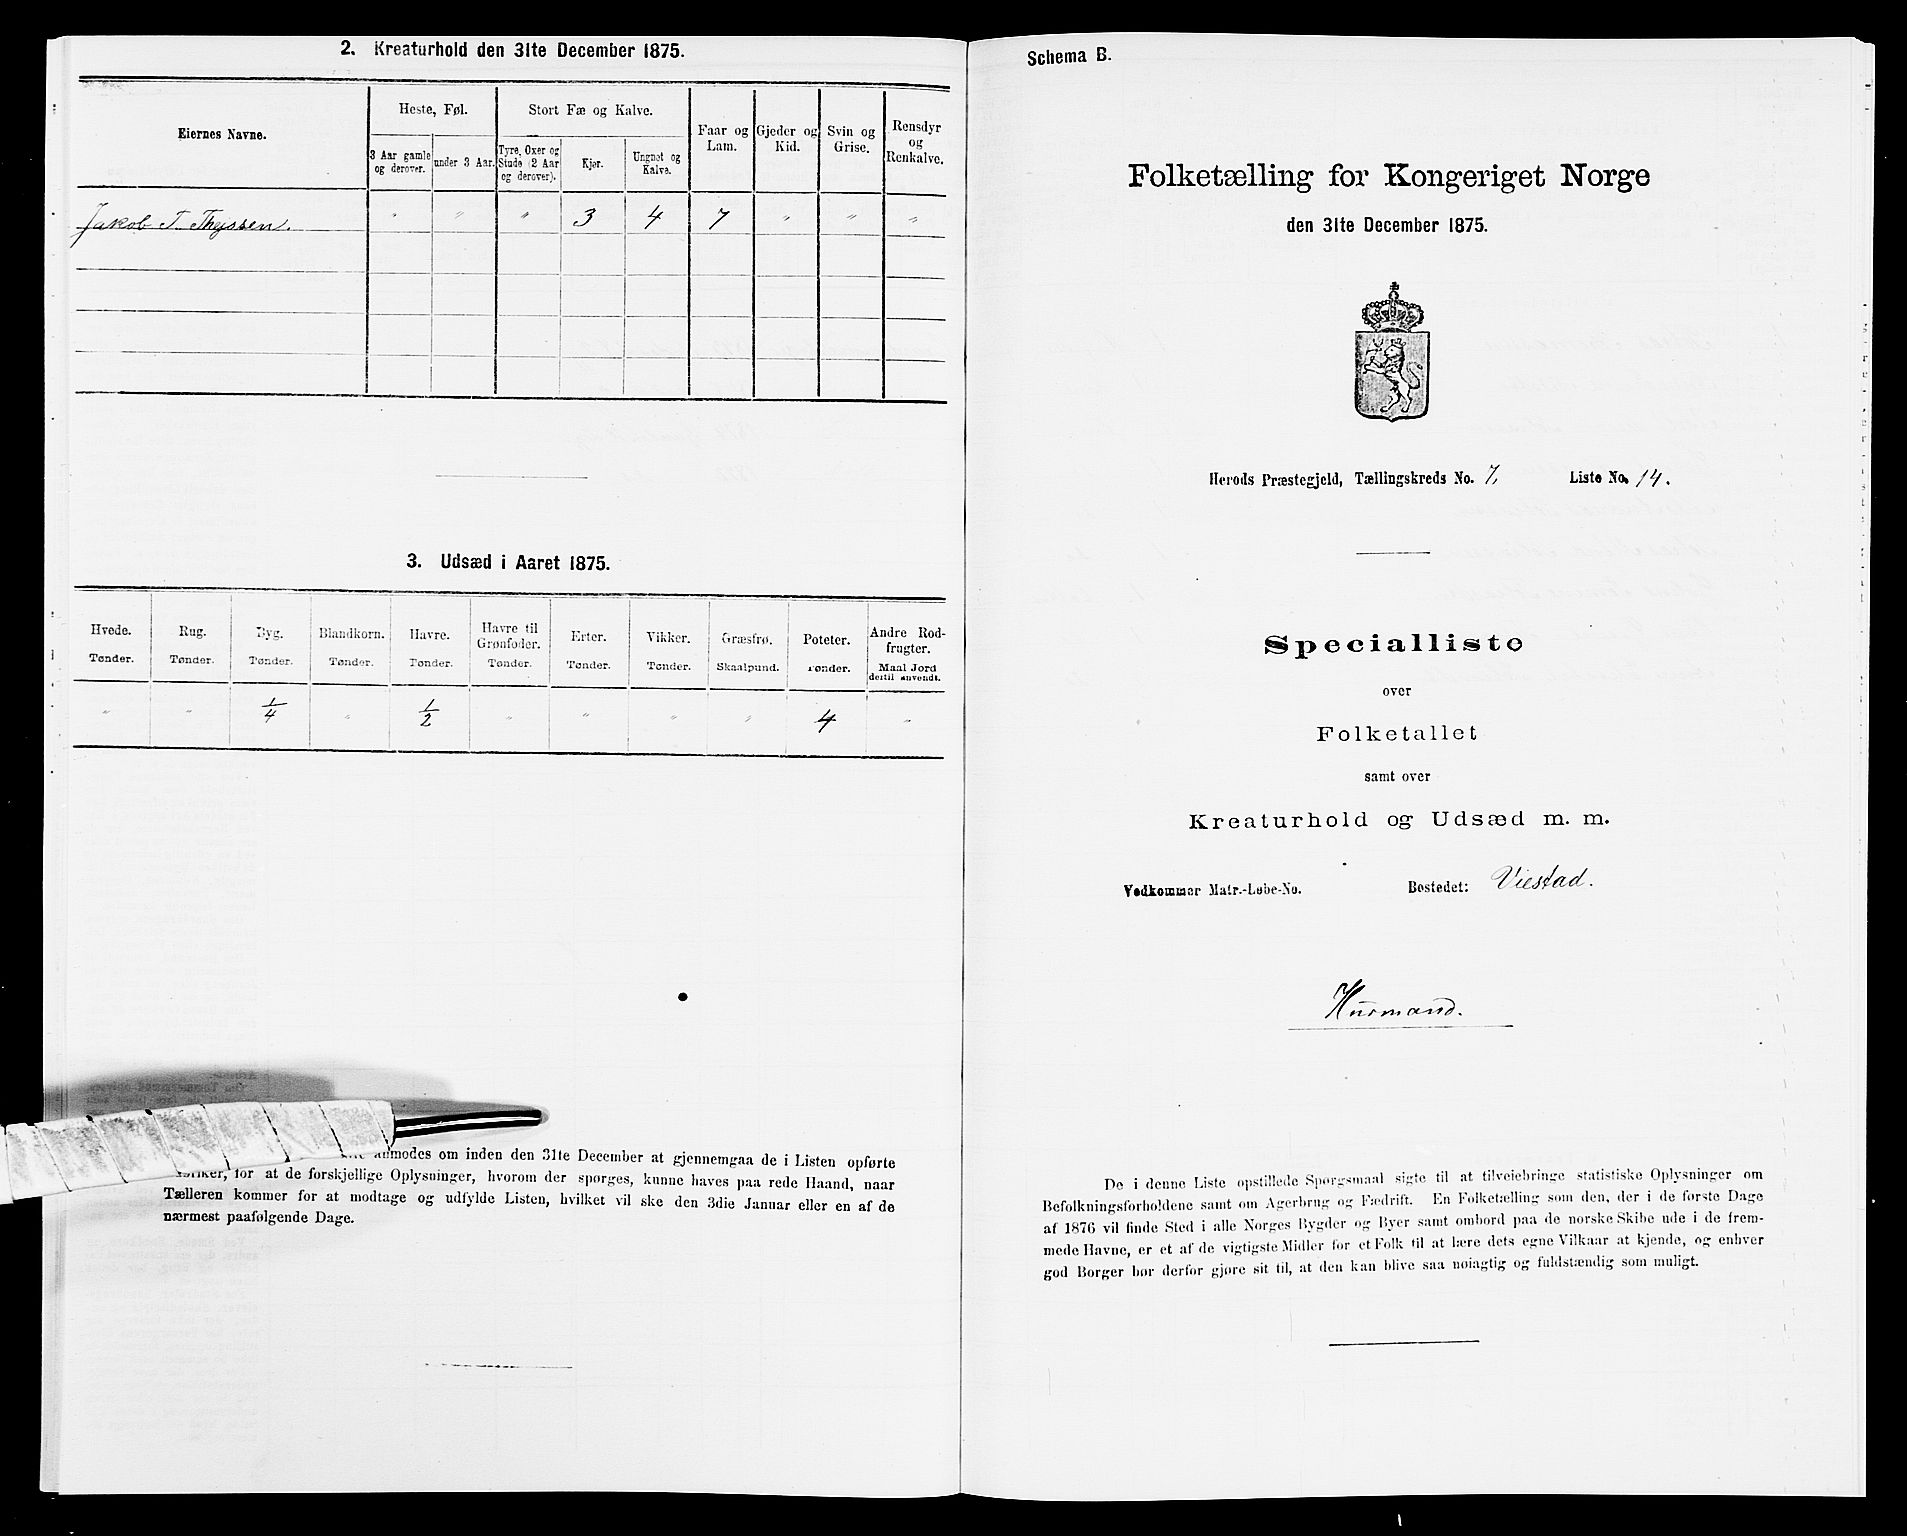 2. Kreaturhold den 31te December 1875.
Eiernes Navne.
Heste, Føl.
Stort Fæ og Kalve.
Faar og Lam.
Gjeder og Kid.
Svin og Grise.
Rensdyr og Renkalve.
3 Aar gamle og derover.
under 3 Aar.
Tyre, Oxer og Stude (2 Aar og derover).
Kjør.
Ungnøt og Kalve.
Jakob T. Thyssen. " " " 3 4 7 " " "
3. Udsæd i Aaret 1875.
Hvede. Rug. Byg. Blandkorn. Havre. Havre til Grønfoder. Erter. Vikker. Græsfrø. Poteter. Andre Rodfrugter.
Tønder. Tønder. Tønder. Tønder. Tønder. Tønder. Tønder. Tønder. Skaalpund. Tønder. Maal Jord dertil anvendt.
" " 1/4 " 1/2 " " " " 4 "
anmodes om inden den 31te December at gjennemgaa de i Listen opførte
for at de forskjellige Oplysninger, hvorom der spørges, kunne haves paa rede Haand, naar
Tælleren kommer for at modtage og udfylde Listen, hvilket vil ske den 3die Januar eller en af de
nærmest paafølgende Dage.
Schema B.
Folketælling for Kongeriget Norge
den 31te December 1875.
Herøds Præstegjeld, Tællingskreds No. 7. Liste No. 14.
Specialliste
over
Folketallet
samt over
Kreaturhold og Udsæd m. m.
Vedkommer Matr.-Løbe-No. Bostedet: Viestad.
Husmand.
De i denne Liste opstillede Spørgsmaal sigte til at tilveiebringe statistiske Oplysninger om
Befolkningsforholdene samt om Agerbrug og Fædrift. En Folketælling som den, der i de første Dage
af 1876 vil finde Sted i alle Norges Bygder og Byer samt ombord paa de norske Skibe ude i de frem-
mede Havne, er et af de vigtigste Midler for et Folk til at lære dets egne Vilkaar at kjende, og enhver
god Borger bør derfor gjøre sit til, at den kan blive saa nøiagtig og fuldstændig som muligt.